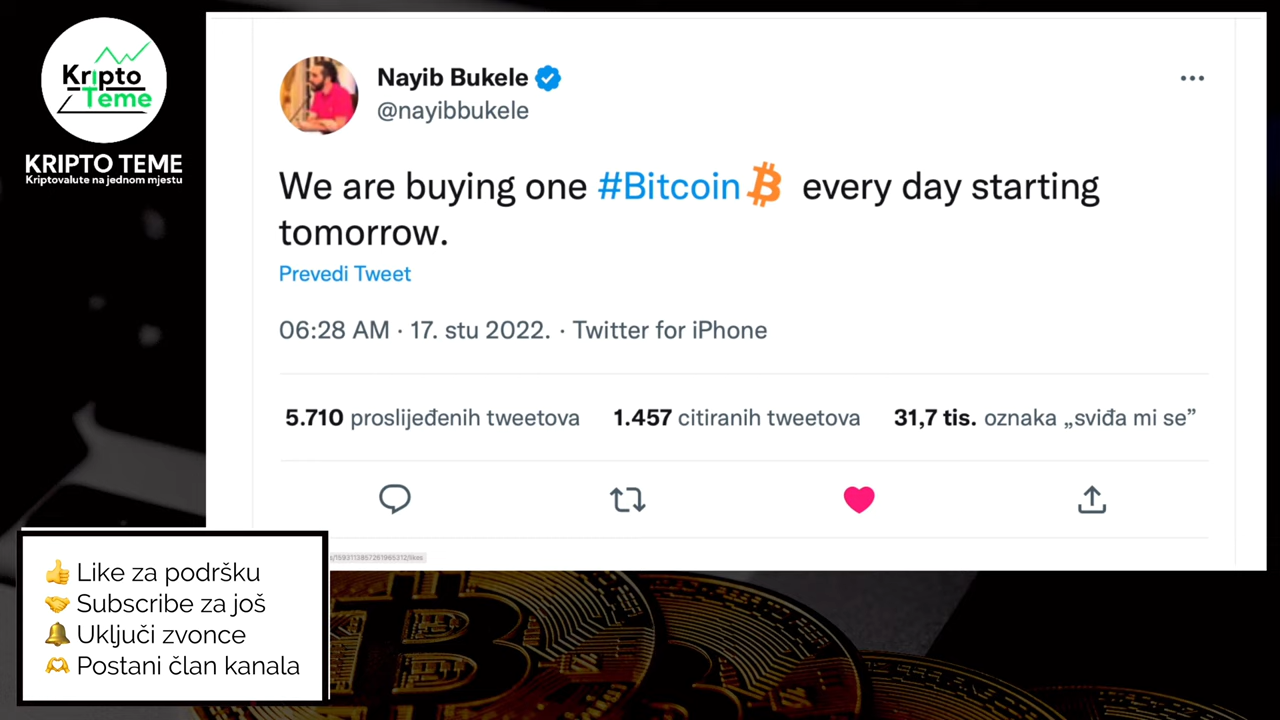 Kripto
Teme
KRIPTO TEME
Kriptovalute na jednom mjestu
Nayib Bukele
@nayibbukele
We are buying one #Bitcoin every day starting
tomorrow.
Prevedi Tweet
06:28 AM · 17. stu 2022. · Twitter for iPhone
5.710 proslijeđenih tweetova 1.457 citiranih tweetova 31,7 tis. oznaka „sviđa mi se”
👍 Like za podršku
🤝 Subscribe za još
🔔 Uključi zvonce
🫶 Postani član kanala